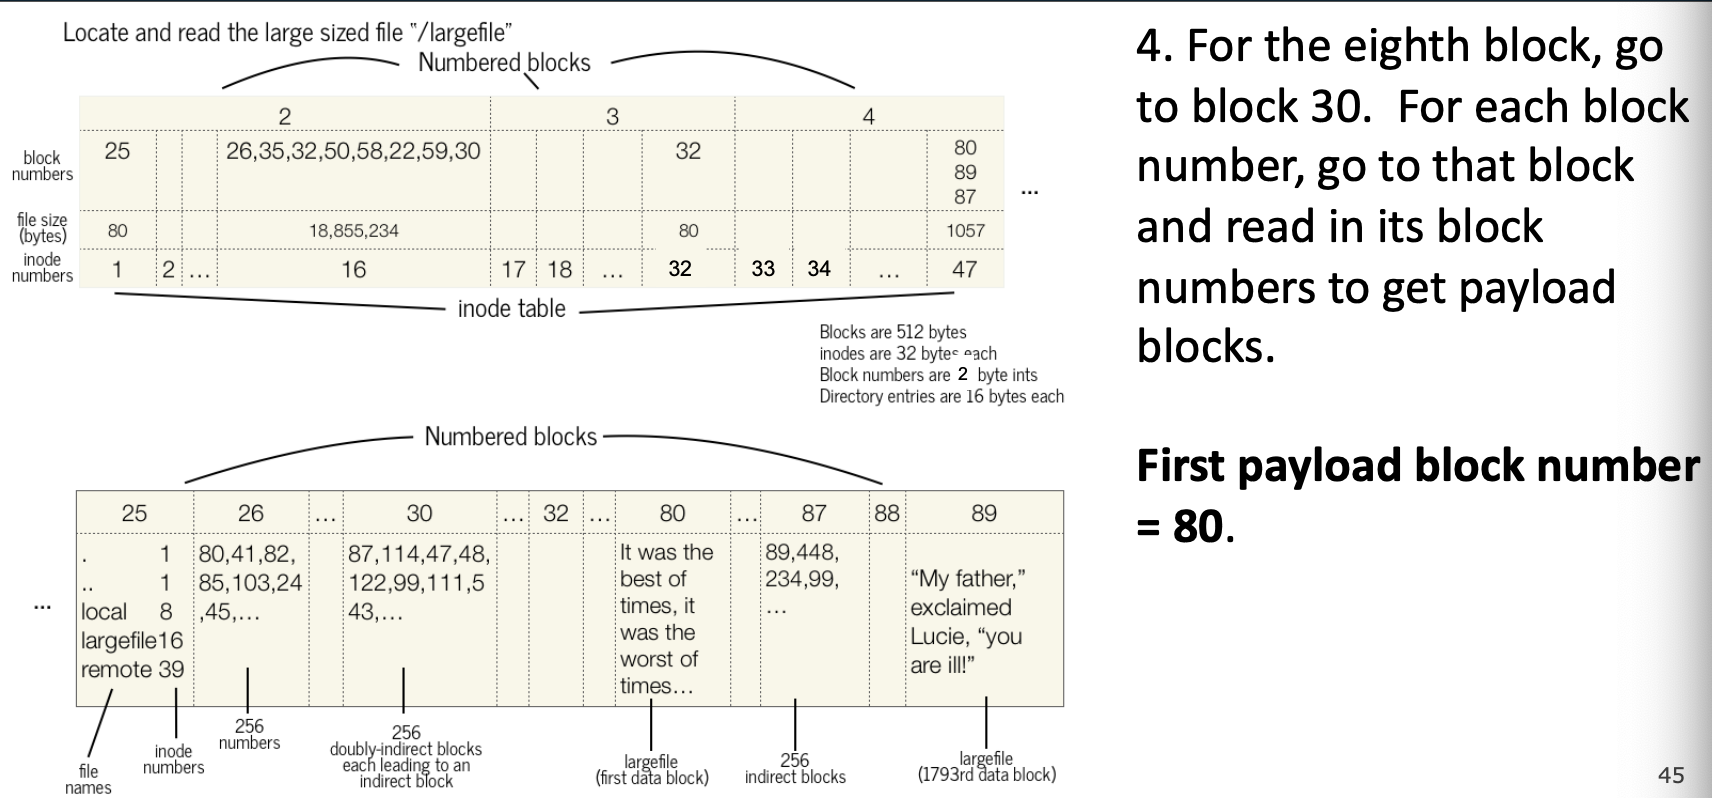 Locate and read the large sized file "/largefile"
Numbered blocks
2 3 4
block numbers 25 26,35,32,50,58,22,59,30 32 80 89 87
...
file size (bytes) 80 18,855,234 80 1057
inode numbers 1 2 ... 16 17 18 ... 32 33 34 ... 47
inode table
Blocks are 512 bytes
inodes are 32 bytes each
Block numbers are 2 byte ints
Directory entries are 16 bytes each
Numbered blocks
25 26 ... 30 ... 32 ... 80 ... 87 88 89
...
. 1
.. 1
local 8
largefile16
remote 39
80,41,82,
85,103,24
,45,...
87,114,47,48,
122,99,111,5
43,...
It was the
best of
times, it
was the
worst of
times...
89,448,
234,99,
...
“My father,”
exclaimed
Lucie, “you
are ill!”
file
names
inode
numbers
256
numbers
256
doubly-indirect blocks
each leading to an
indirect block
largefile
(first data block)
256
indirect blocks
largefile
(1793rd data block)
4. For the eighth block, go
to block 30. For each block
number, go to that block
and read in its block
numbers to get payload
blocks.
First payload block number
= 80.
45